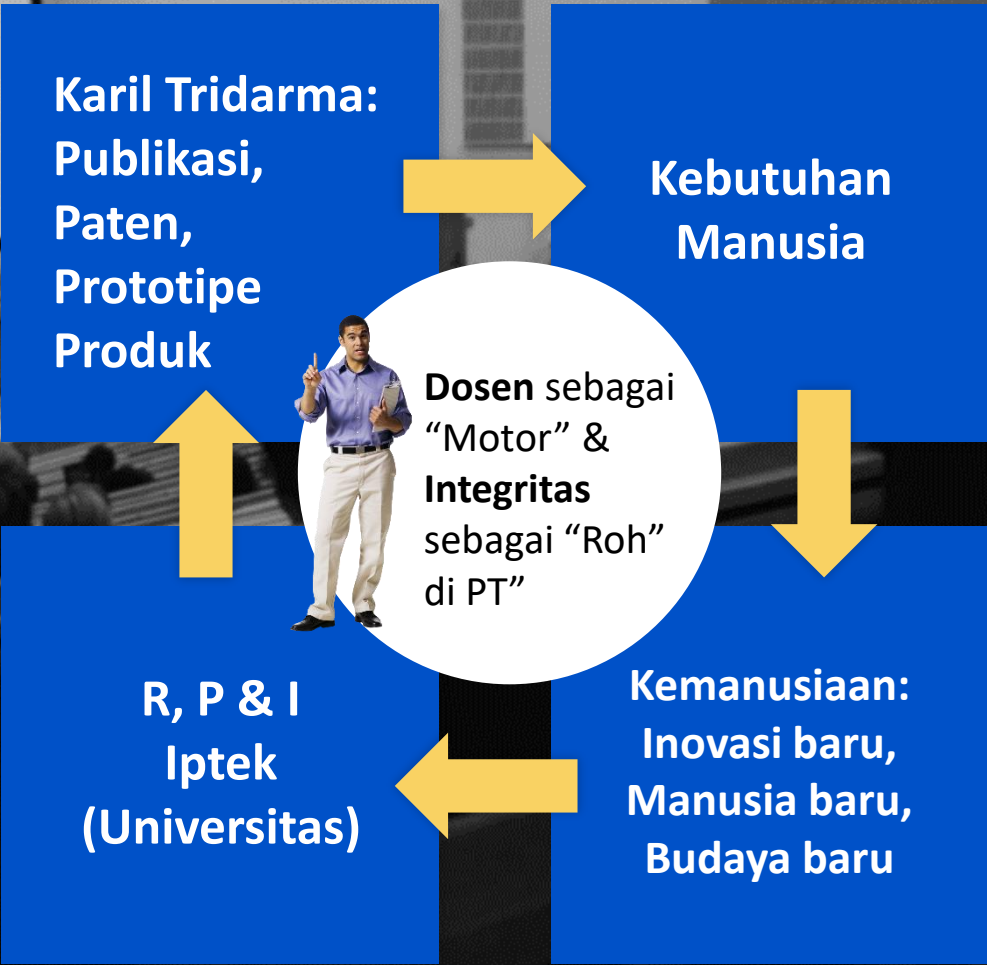 Karil Tridarma:
Publikasi,
Paten,
Prototipe
Produk
Kebutuhan
Manusia
Dosen sebagai
“Motor” &
Integritas
sebagai “Roh”
di PT”
R, P & I
Iptek
(Universitas)
Kemanusiaan:
Inovasi baru,
Manusia baru,
Budaya baru